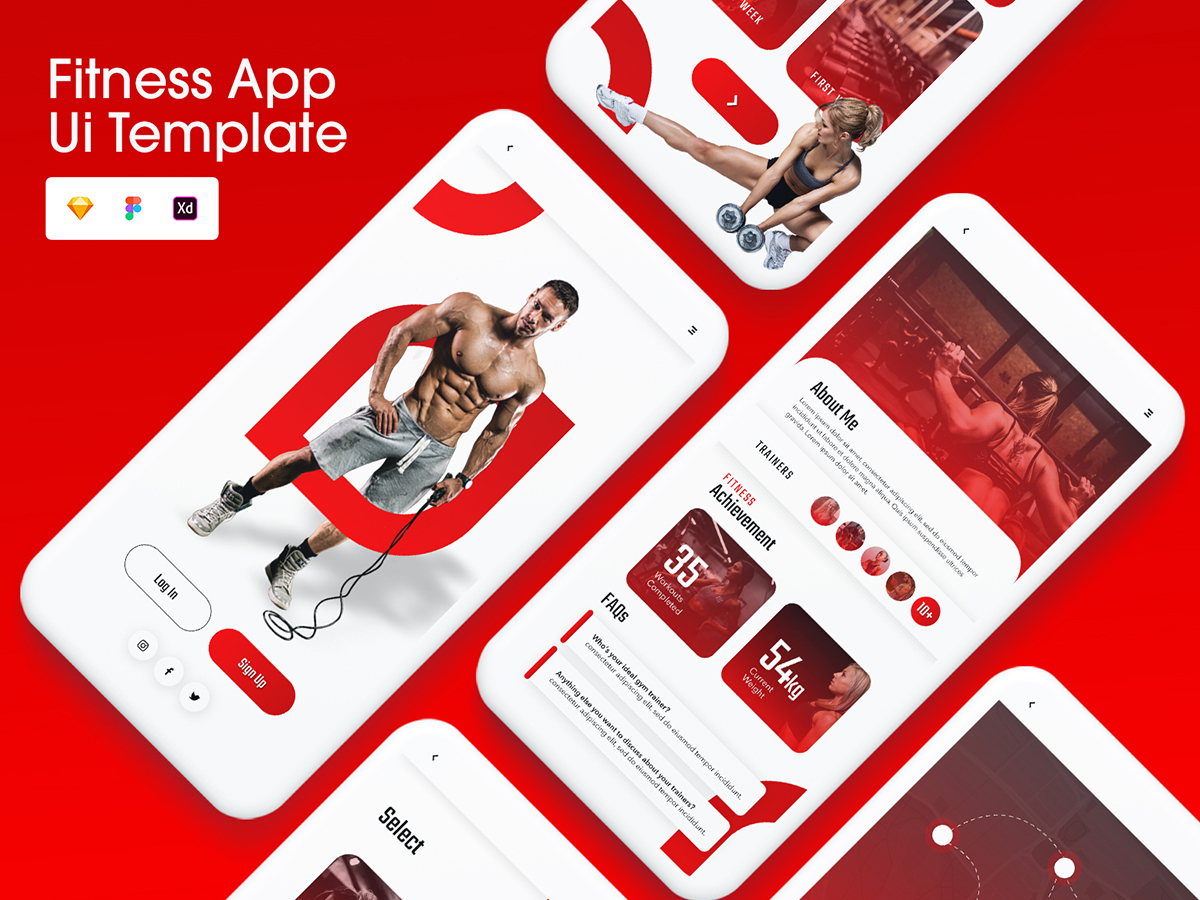 Fitness App
Ui Template
Xd
WEEK
FIRST
Log In
Sign Up
About Me
Lorem ipsum dolor sit amet, consectetur adipiscing elit, sed do eiusmod tempor
incididunt ut labore et dolore magna aliqua. Quis ipsum suspendisse ultrices
gravida. Lorem ipsum dolor sit amet.
TRAINERS
10+
FITNESS
Achievement
35
Workouts
Completed
54kg
Current
Weight
FAQs
Who's your ideal gym trainer?
consectetur adipiscing elit, sed do eiusmod tempor incididunt.
Anything else you want to discuss about your trainers?
consectetur adipiscing elit, sed do eiusmod tempor incididunt.
Select